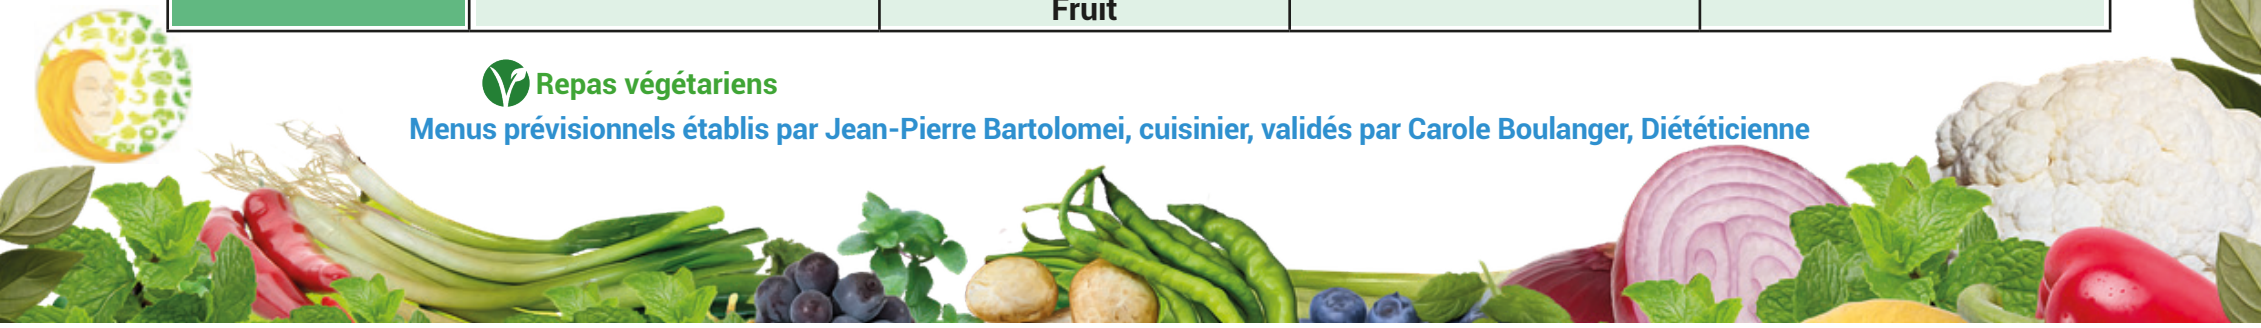 Fruit
Repas végétariens
Menus prévisionnels établis par Jean-Pierre Bartolomei, cuisinier, validés par Carole Boulanger, Diététicienne